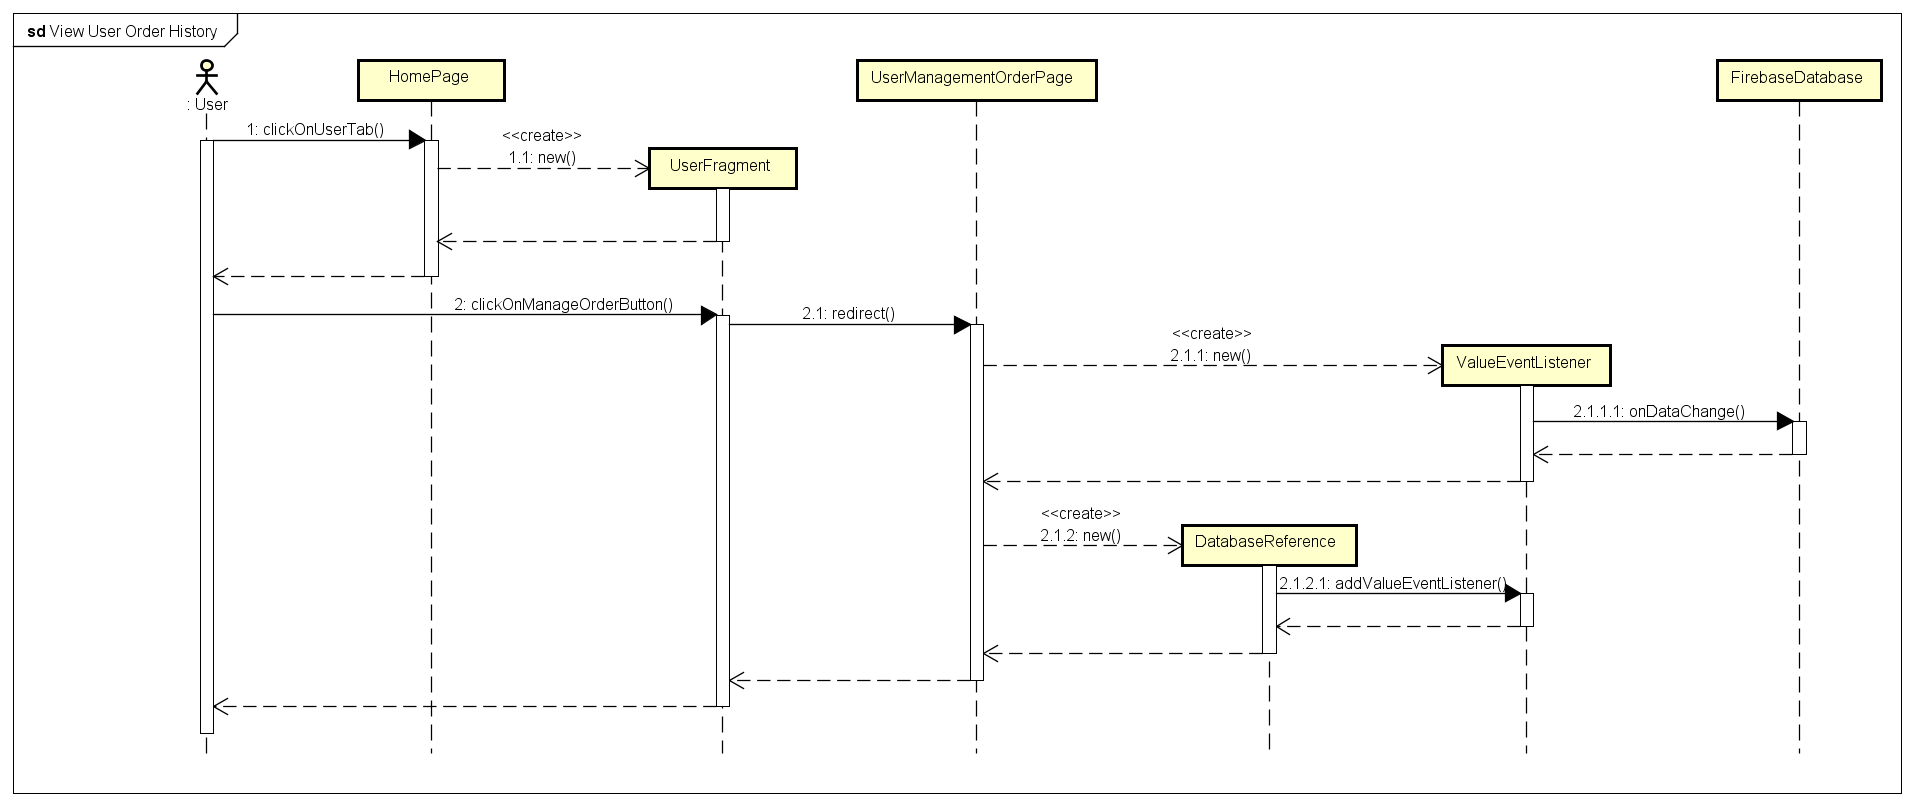 sd View User Order History
: User
HomePage
UserManagementOrderPage
FirebaseDatabase
1: clickOnUserTab()
<<create>>
1.1: new()
UserFragment
2: clickOnManageOrderButton()
2.1: redirect()
<<create>>
2.1.1: new()
ValueEventListener
2.1.1.1: onDataChange()
<<create>>
2.1.2: new()
DatabaseReference
2.1.2.1: addValueEventListener()